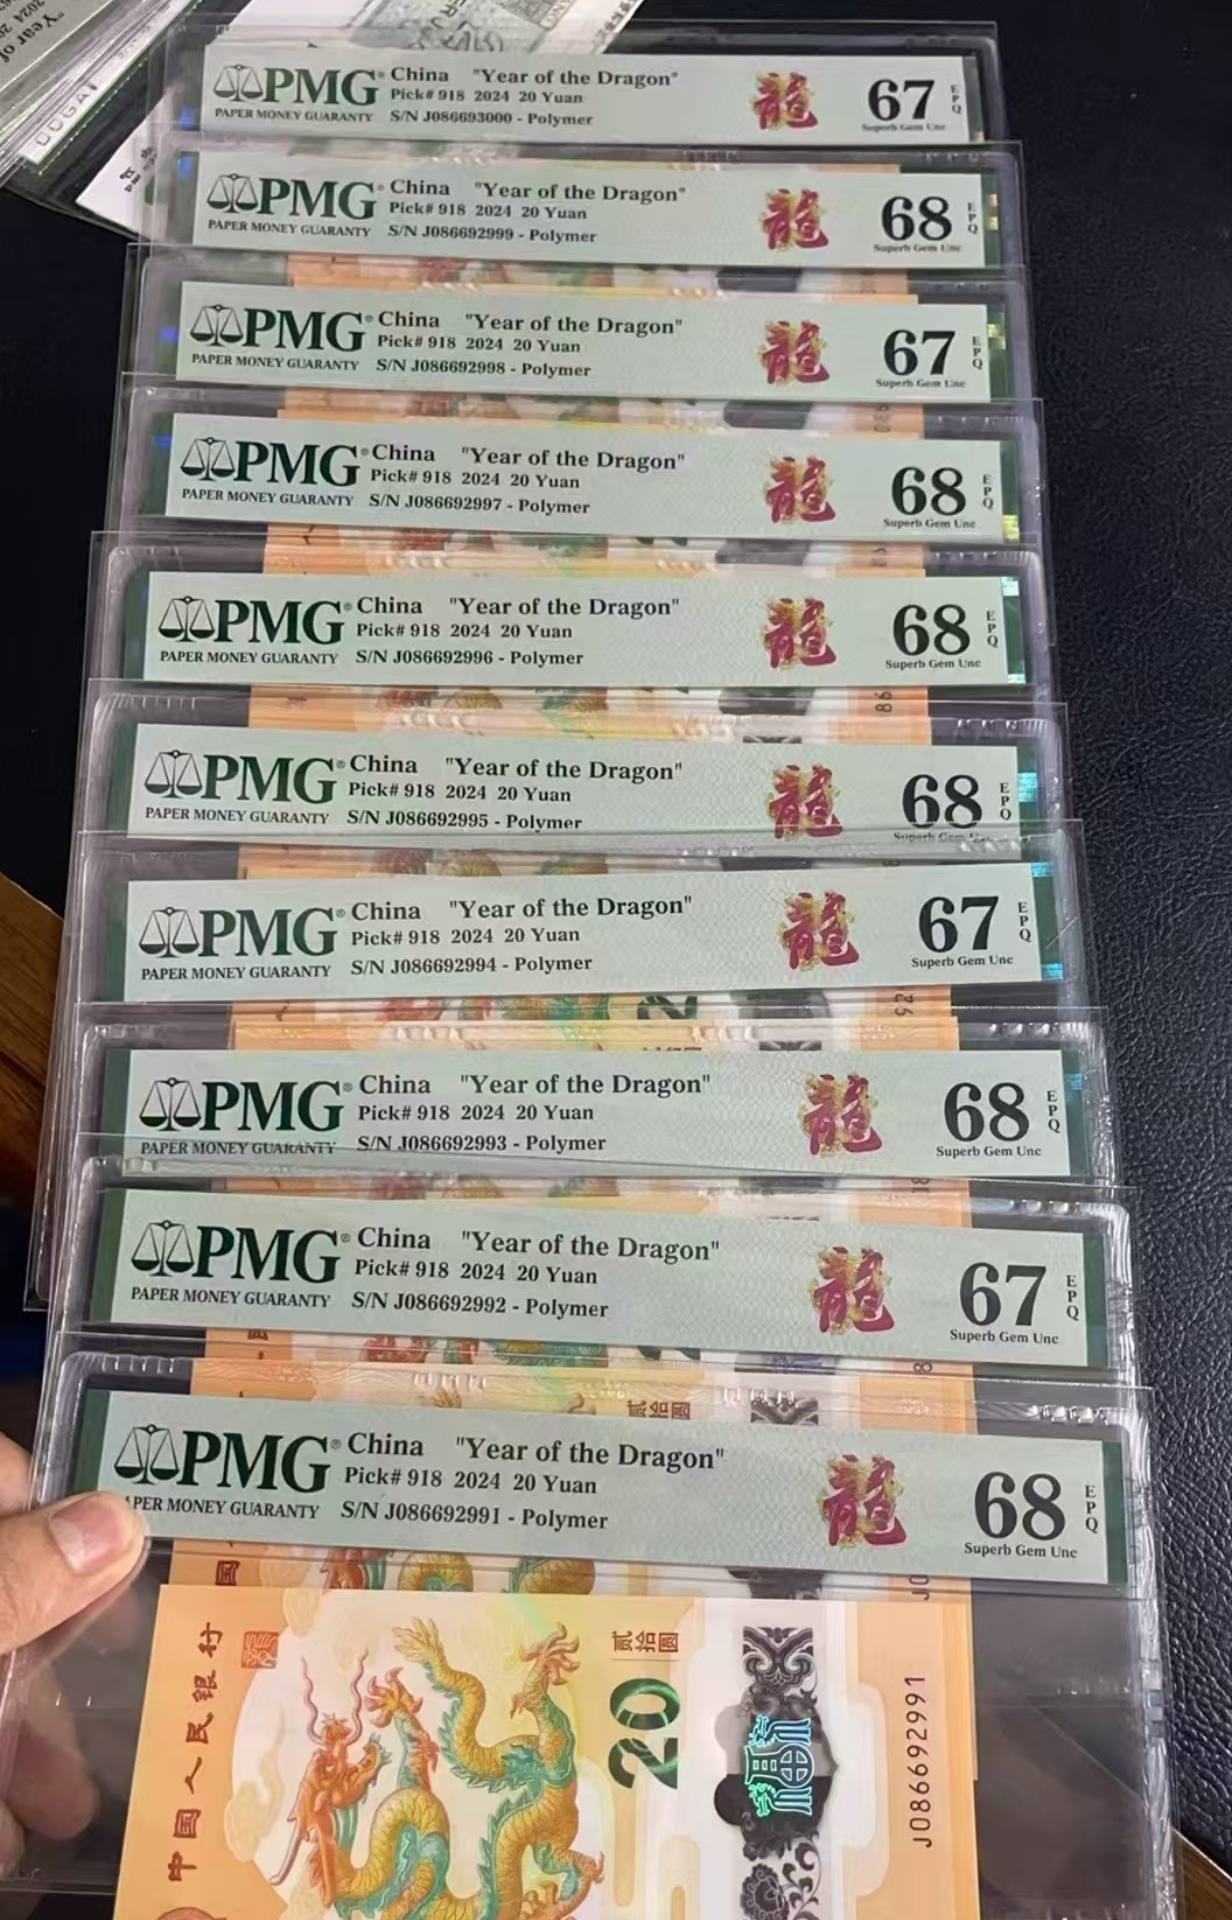 PMG® China "Year of the Dragon"
Pick# 918 2024 20 Yuan
PAPER MONEY GUARANTY S/N J086693000 - Polymer
龍
67 EPQ
Superb Gem Unc
PMG® China "Year of the Dragon"
Pick# 918 2024 20 Yuan
PAPER MONEY GUARANTY S/N J086692999 - Polymer
龍
68 EPQ
Superb Gem Unc
PMG® China "Year of the Dragon"
Pick# 918 2024 20 Yuan
PAPER MONEY GUARANTY S/N J086692998 - Polymer
龍
67 EPQ
Superb Gem Unc
PMG® China "Year of the Dragon"
Pick# 918 2024 20 Yuan
PAPER MONEY GUARANTY S/N J086692997 - Polymer
龍
68 EPQ
Superb Gem Unc
PMG® China "Year of the Dragon"
Pick# 918 2024 20 Yuan
PAPER MONEY GUARANTY S/N J086692996 - Polymer
龍
68 EPQ
Superb Gem Unc
PMG® China "Year of the Dragon"
Pick# 918 2024 20 Yuan
PAPER MONEY GUARANTY S/N J086692995 - Polymer
龍
68 EPQ
Superb Gem Unc
PMG® China "Year of the Dragon"
Pick# 918 2024 20 Yuan
PAPER MONEY GUARANTY S/N J086692994 - Polymer
龍
67 EPQ
Superb Gem Unc
PMG® China "Year of the Dragon"
Pick# 918 2024 20 Yuan
PAPER MONEY GUARANTY S/N J086692993 - Polymer
龍
68 EPQ
Superb Gem Unc
PMG® China "Year of the Dragon"
Pick# 918 2024 20 Yuan
PAPER MONEY GUARANTY S/N J086692992 - Polymer
龍
67 EPQ
Superb Gem Unc
贰拾圆
PMG® China "Year of the Dragon"
Pick# 918 2024 20 Yuan
PER MONEY GUARANTY S/N J086692991 - Polymer
龍
68 EPQ
Superb Gem Unc
中国人民银行
20
贰拾圆
J086692991